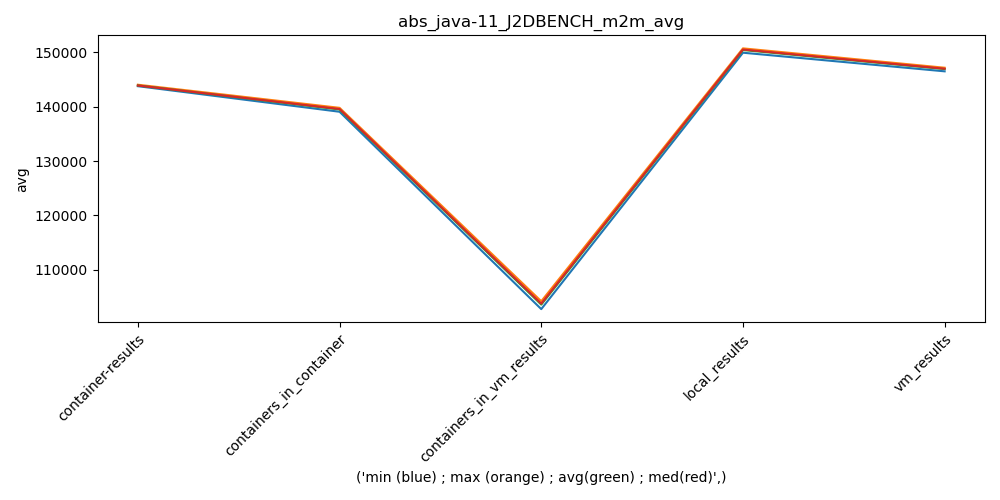 abs_java-11_J2DBENCH_m2m_avg
150000
140000
130000
120000
110000
avg
container-results
containers_in_container
containers_in_vm_results
local_results
vm_results
('min (blue) ; max (orange) ; avg(green) ; med(red)',)